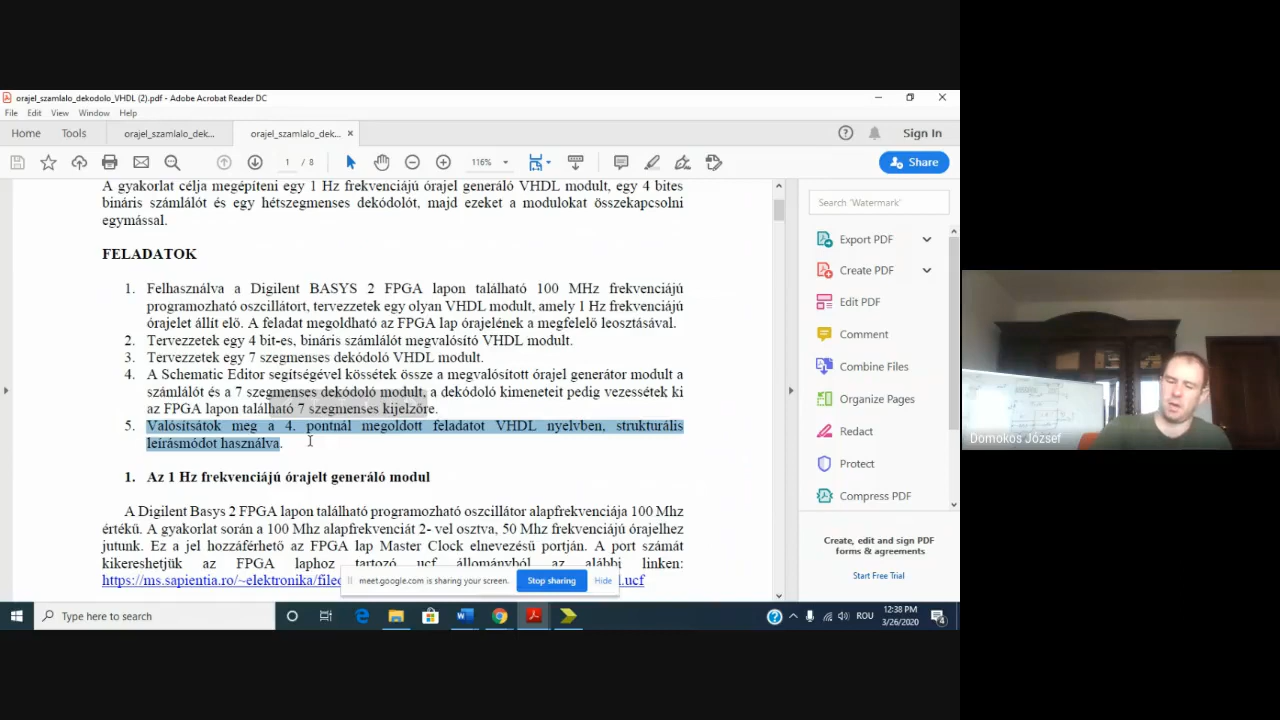 orajel_szamlalo_dekodolo_VHDL (2).pdf - Adobe Acrobat Reader DC
File Edit View Window Help
Home Tools orajel_szamlalo_dek... orajel_szamlalo_dek... × Sign In
1 / 8 116% Share
A gyakorlat célja megépíteni egy 1 Hz frekvenciájú órajel generáló VHDL modult, egy 4 bites
bináris számlálót és egy hétszegmenses dekódolót, majd ezeket a modulokat összekapcsolni
egymással.
FELADATOK
1. Felhasználva a Digilent BASYS 2 FPGA lapon található 100 MHz frekvenciájú
programozható oszcillátort, tervezzetek egy olyan VHDL modult, amely 1 Hz frekvenciájú
órajelet állít elő. A feladat megoldható az FPGA lap órajelének a megfelelő leosztásával.
2. Tervezzetek egy 4 bit-es, bináris számlálót megvalósító VHDL modult.
3. Tervezzetek egy 7 szegmenses dekódoló VHDL modult.
4. A Schematic Editor segítségével kössétek össze a megvalósított órajel generátor modult a
számlálót és a 7 szegmenses dekódoló modult, a dekódoló kimeneteit pedig vezessétek ki
az FPGA lapon található 7 szegmenses kijelzőre.
5. Valósítsátok meg a 4. pontnál megoldott feladatot VHDL nyelvben, strukturális
leírásmódot használva.
1. Az 1 Hz frekvenciájú órajelt generáló modul
A Digilent Basys 2 FPGA lapon található programozható oszcillátor alapfrekvenciája 100 Mhz
értékű. A gyakorlat során a 100 Mhz alapfrekvenciát 2- vel osztva, 50 Mhz frekvenciájú órajelhez
jutunk. Ez a jel hozzáférhető az FPGA lap Master Clock elnevezésű portján. A port számát
kikereshetjük az FPGA laphoz tartozó ucf állományból az alábbi linken:
https://ms.sapientia.ro/~elektronika/filed .ucf
meet.google.com is sharing your screen. Stop sharing Hide
Search 'Watermark'
Export PDF
Create PDF
Edit PDF
Comment
Combine Files
Organize Pages
Redact
Protect
Compress PDF
Create, edit and sign PDF
forms & agreements
Start Free Trial
Domokos József
Type here to search
ROU
12:38 PM
3/26/2020
4